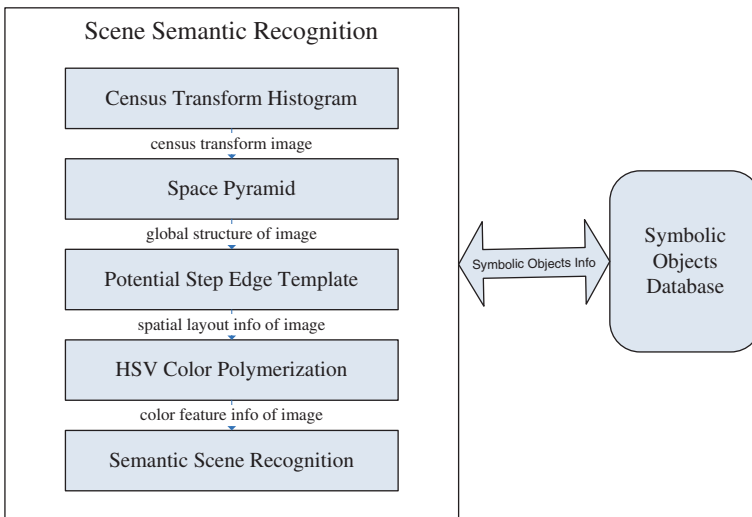 Scene Semantic Recognition
Census Transform Histogram
census transform image
Space Pyramid
global structure of image
Potential Step Edge Template
spatial layout info of image
HSV Color Polymerization
color feature info of image
Semantic Scene Recognition
Symbolic Objects Info
Symbolic
Objects
Database